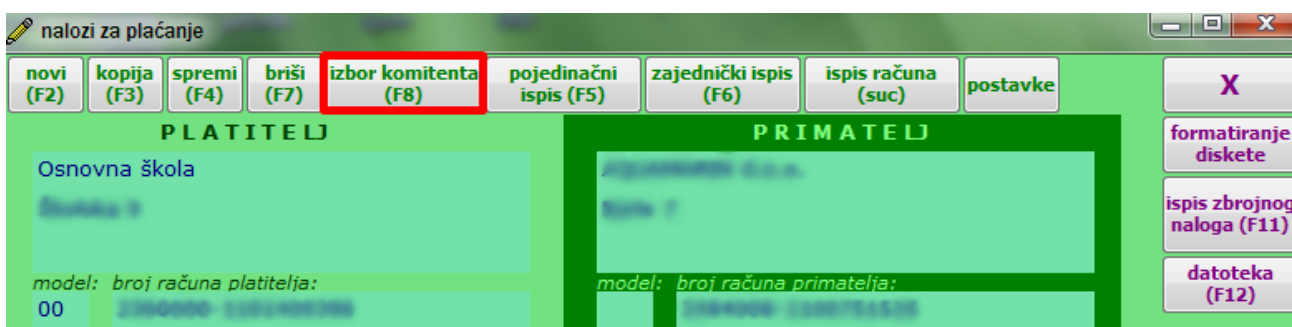 nalozi za plaćanje
X
novi (F2)
kopija (F3)
spremi (F4)
briši (F7)
izbor komitenta (F8)
pojedinačni ispis (F5)
zajednički ispis (F6)
ispis računa (suc)
postavke
X
PLATITELJ
PRIMATELJ
formatiranje diskete
Osnovna škola
ispis zbrojnog naloga (F11)
model: broj računa platitelja:
model: broj računa primatelja:
datoteka (F12)
00